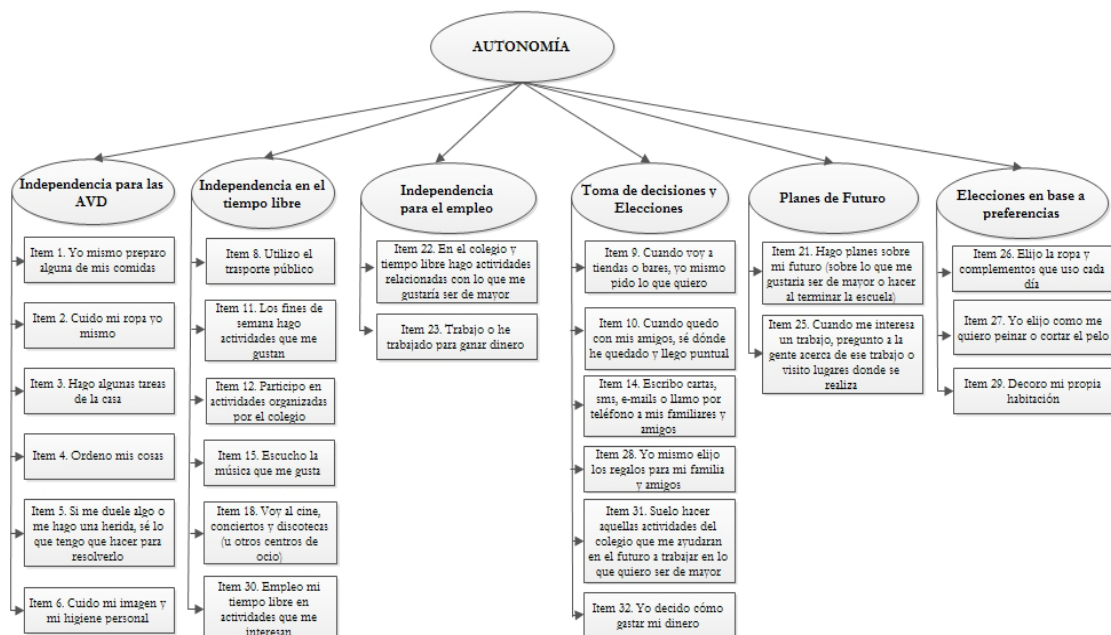 AUTONOMÍA
Independencia para las
AVD
Item 1. Yo mismo preparo
alguna de mis comidas
Item 2. Cuido mi ropa yo
mismo
Item 3. Hago algunas tareas
de la casa
Item 4. Ordeno mis cosas
Item 5. Si me duele algo o
me hago una herida, sé lo
que tengo que hacer para
resolverlo
Item 6. Cuido mi imagen y
mi higiene personal
Independencia en el
tiempo libre
Item 8. Utilizo el
trasporte público
Item 11. Los fines de
semana hago
actividades que me
gustan
Item 12. Participo en
actividades organizadas
por el colegio
Item 15. Escucho la
música que me gusta
Item 18. Voy al cine,
conciertos y discotecas
(u otros centros de
ocio)
Item 30. Empleo mi
tiempo libre en
actividades que me
interesan
Independencia
para el empleo
Item 22. En el colegio y
tiempo libre hago actividades
relacionadas con lo que me
gustaría ser de mayor
Item 23. Trabajo o he
trabajado para ganar dinero
Toma de decisiones y
Elecciones
Item 9. Cuando voy a
tiendas o bares, yo mismo
pido lo que quiero
Item 10. Cuando quedo
con mis amigos, sé dónde
he quedado y llego puntual
Item 14. Escribo cartas,
sms, e-mails o llamo por
teléfono a mis familiares y
amigos
Item 28. Yo mismo elijo
los regalos para mi familia
y amigos
Item 31. Suelo hacer
aquellas actividades del
colegio que me ayudaran
en el futuro a trabajar en lo
que quiero ser de mayor
Item 32. Yo decido cómo
gastar mi dinero
Planes de Futuro
Item 21. Hago planes sobre
mi futuro (sobre lo que me
gustaria ser de mayor o hacer
al terminar la escuela)
Item 25. Cuando me interesa
un trabajo, pregunto a la
gente acerca de ese trabajo o
visito lugares donde se
realiza
Elecciones en base a
preferencias
Item 26. Elijo la ropa y
complementos que uso cada
día
Item 27. Yo elijo como me
quiero peinar o cortar el pelo
Item 29. Decoro mi propia
habitación